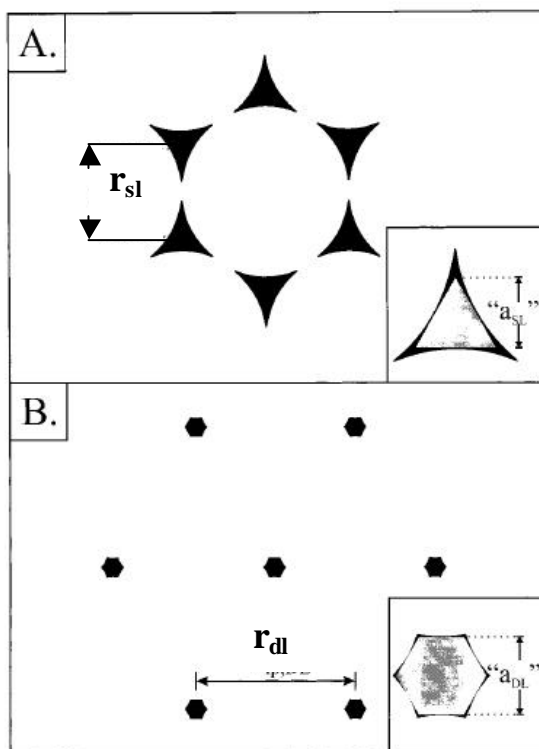 A.
r_sl
“a_SL”
B.
r_dl
“a_DL”